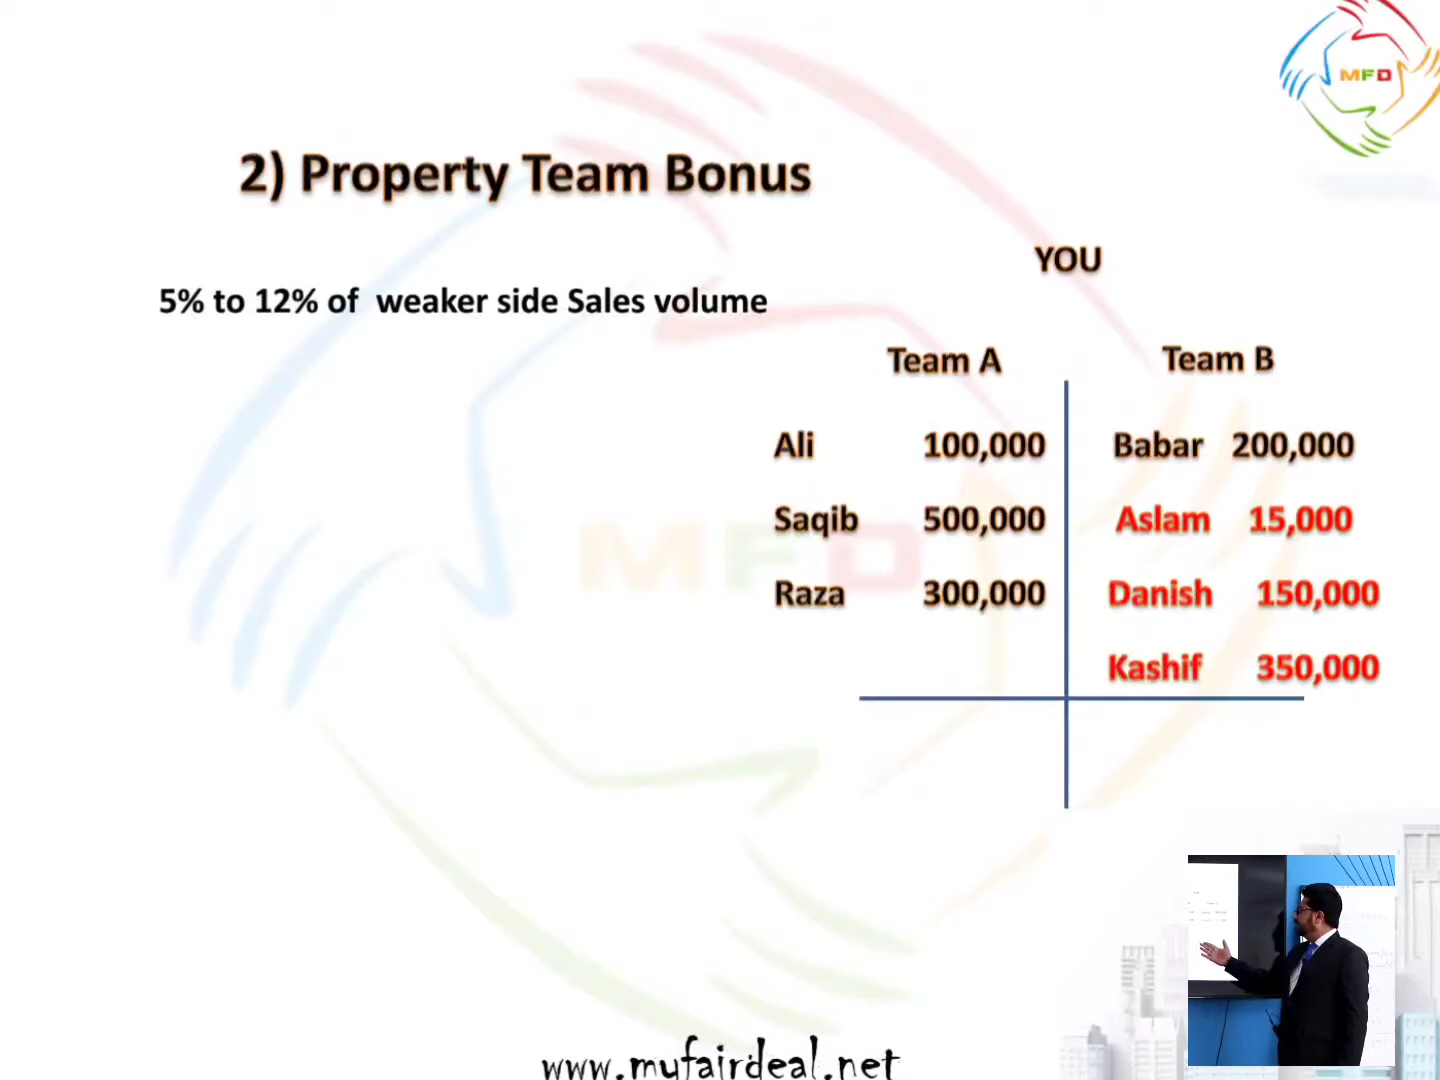 MFD
2) Property Team Bonus
YOU
5% to 12% of weaker side Sales volume
Team A Team B
Ali 100,000 Babar 200,000
Saqib 500,000 Aslam 15,000
MFD
Raza 300,000 Danish 150,000
Kashif 350,000
www.myfairdeal.net